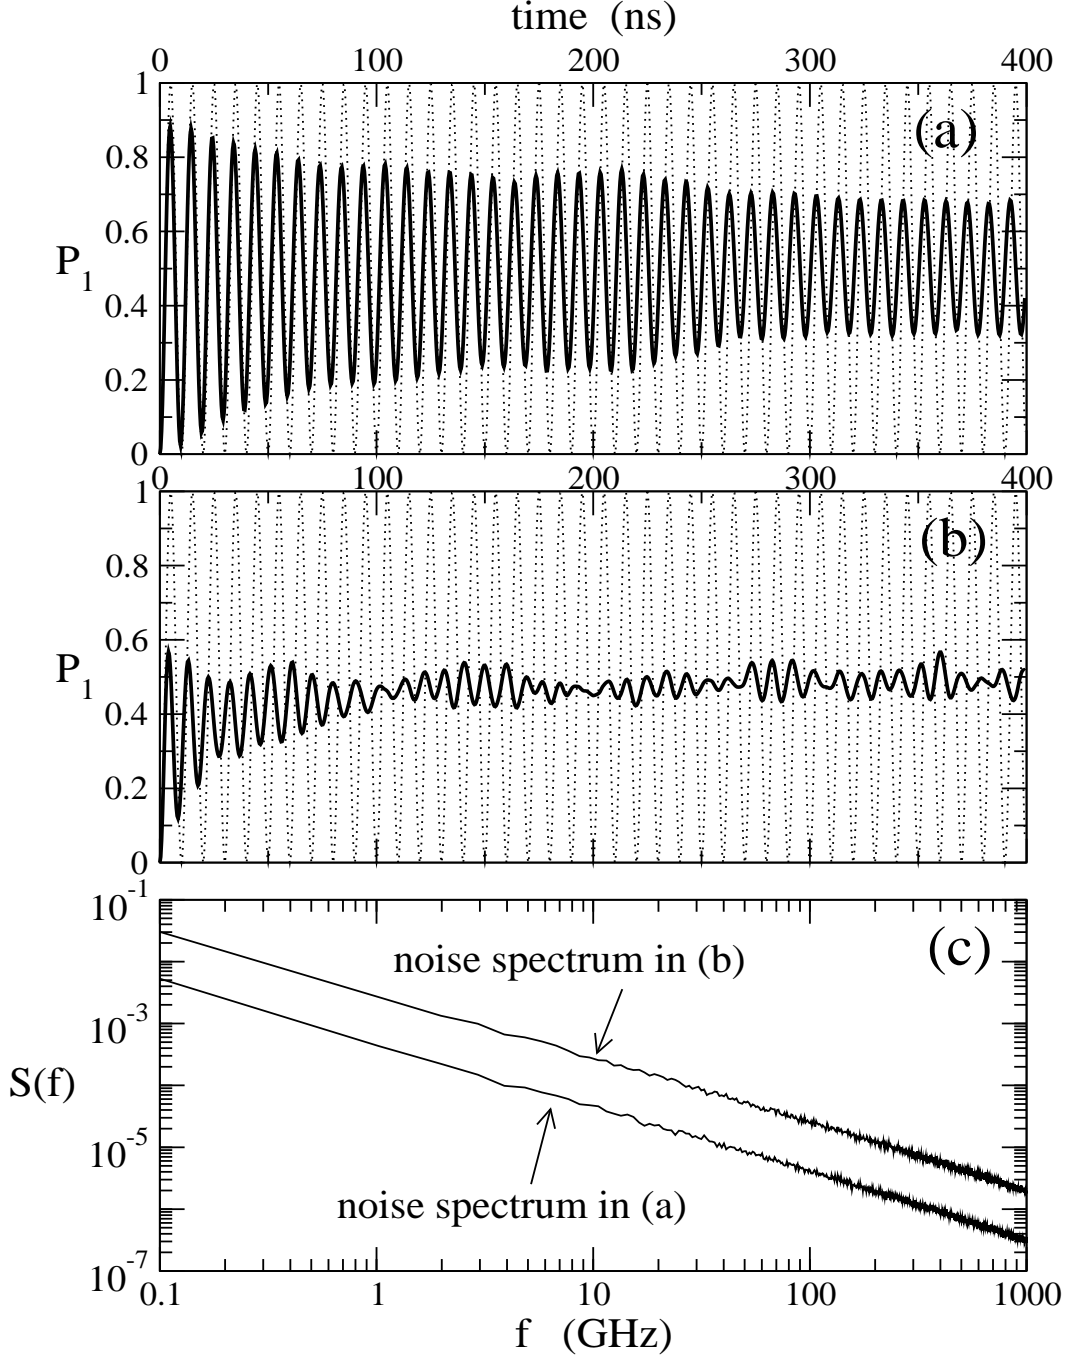 time (ns)
0 100 200 300 400
1
0.8
0.6
0.4
0.2
0
P1
(a)
0 100 200 300 400
1
0.8
0.6
0.4
0.2
0
P1
(b)
10-1
10-3
10-5
10-7
S(f)
(c)
noise spectrum in (b)
noise spectrum in (a)
0.1 1 10 100 1000
f (GHz)